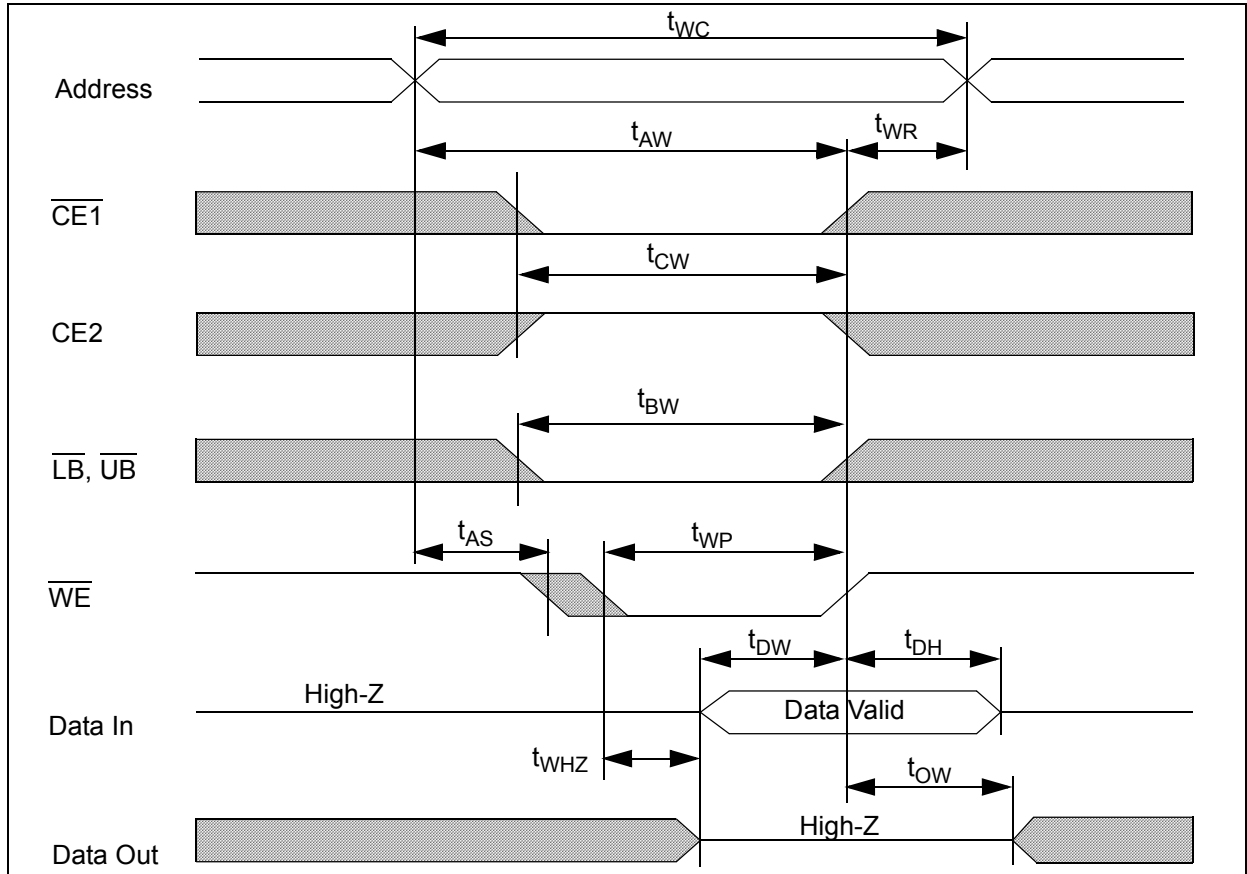 tWC
Address
tAW
tWR
CE1
tCW
CE2
tBW
LB, UB
tAS
tWP
WE
tDW
tDH
High-Z
Data Valid
Data In
tWHZ
tOW
High-Z
Data Out